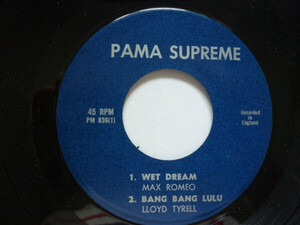 PAMA SUPREME
45 RPM
PM 835(1)
Recorded in
England
1. WET DREAM
MAX ROMEO
2. BANG BANG LULU
LLOYD TYRELL